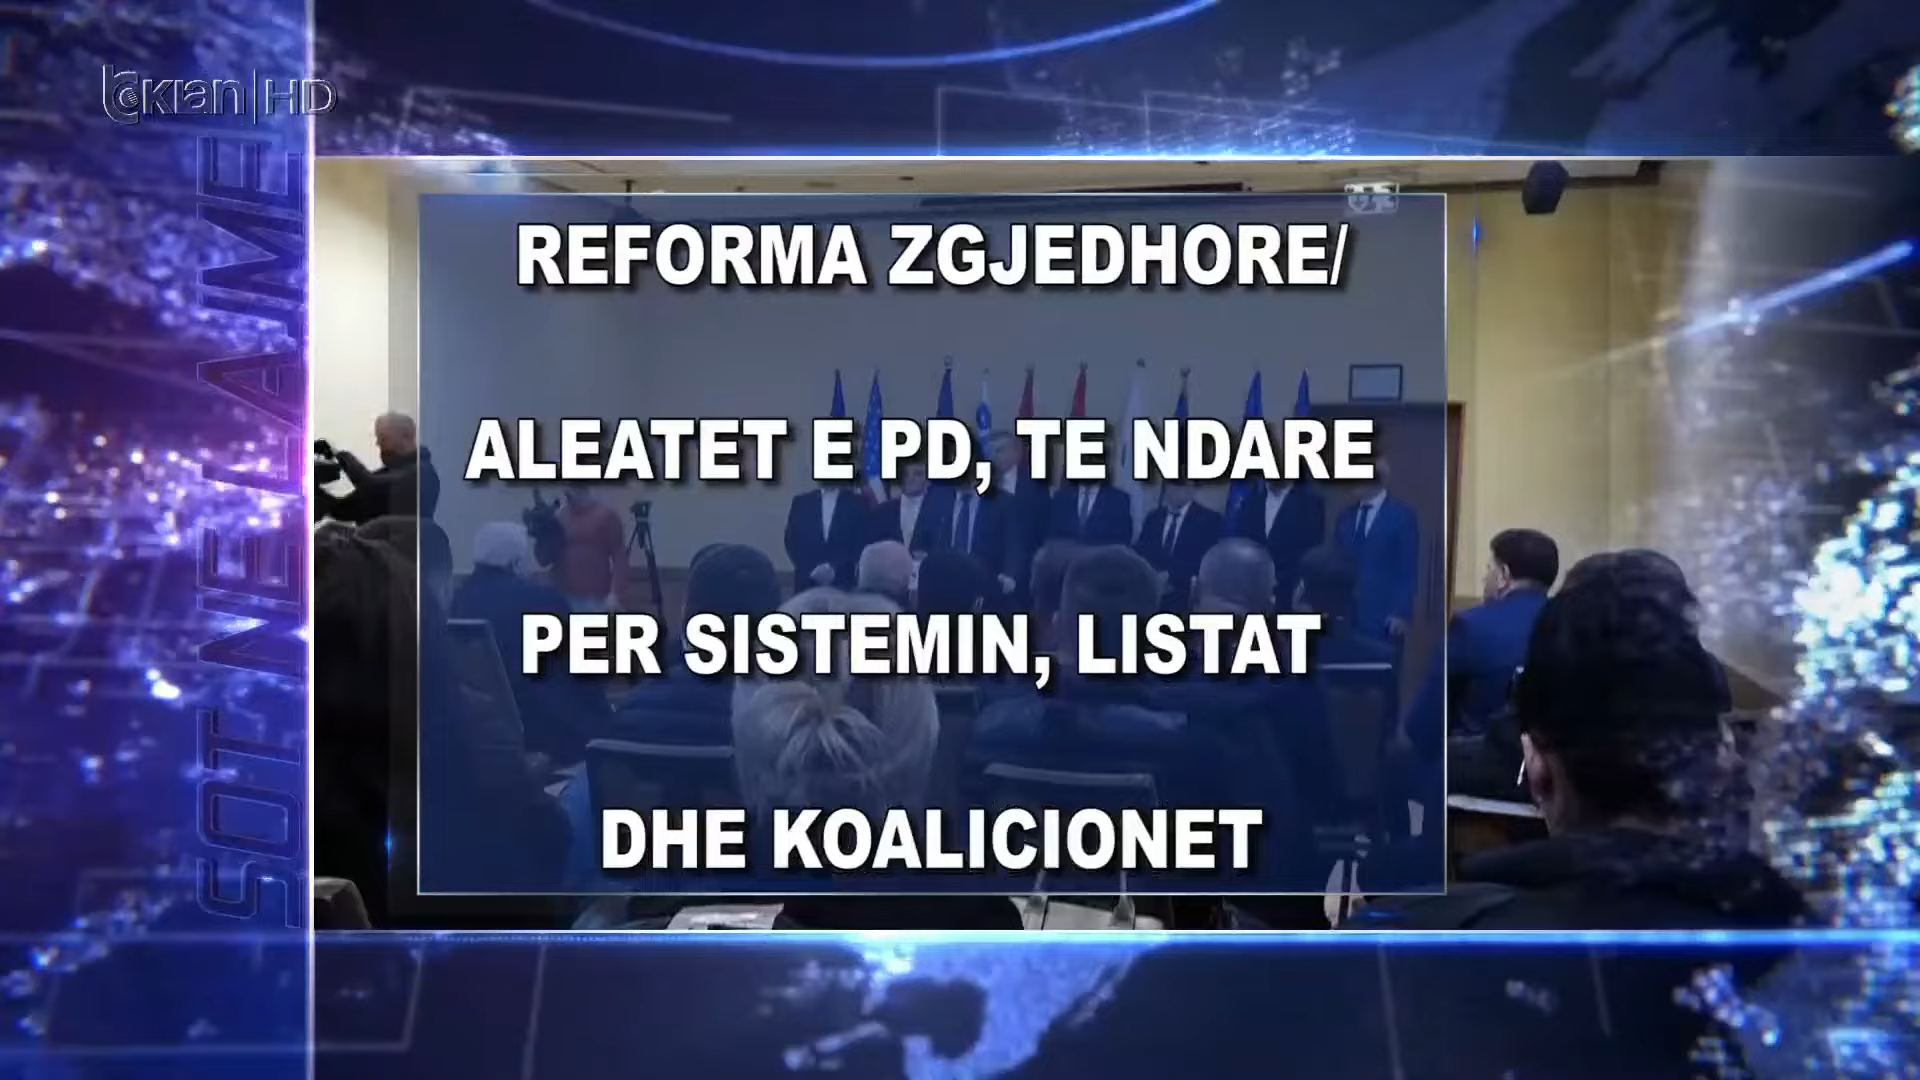 klan HD
SOT NE LAJME
REFORMA ZGJEDHORE/
ALEATET E PD, TE NDARE
PER SISTEMIN, LISTAT
DHE KOALICIONET